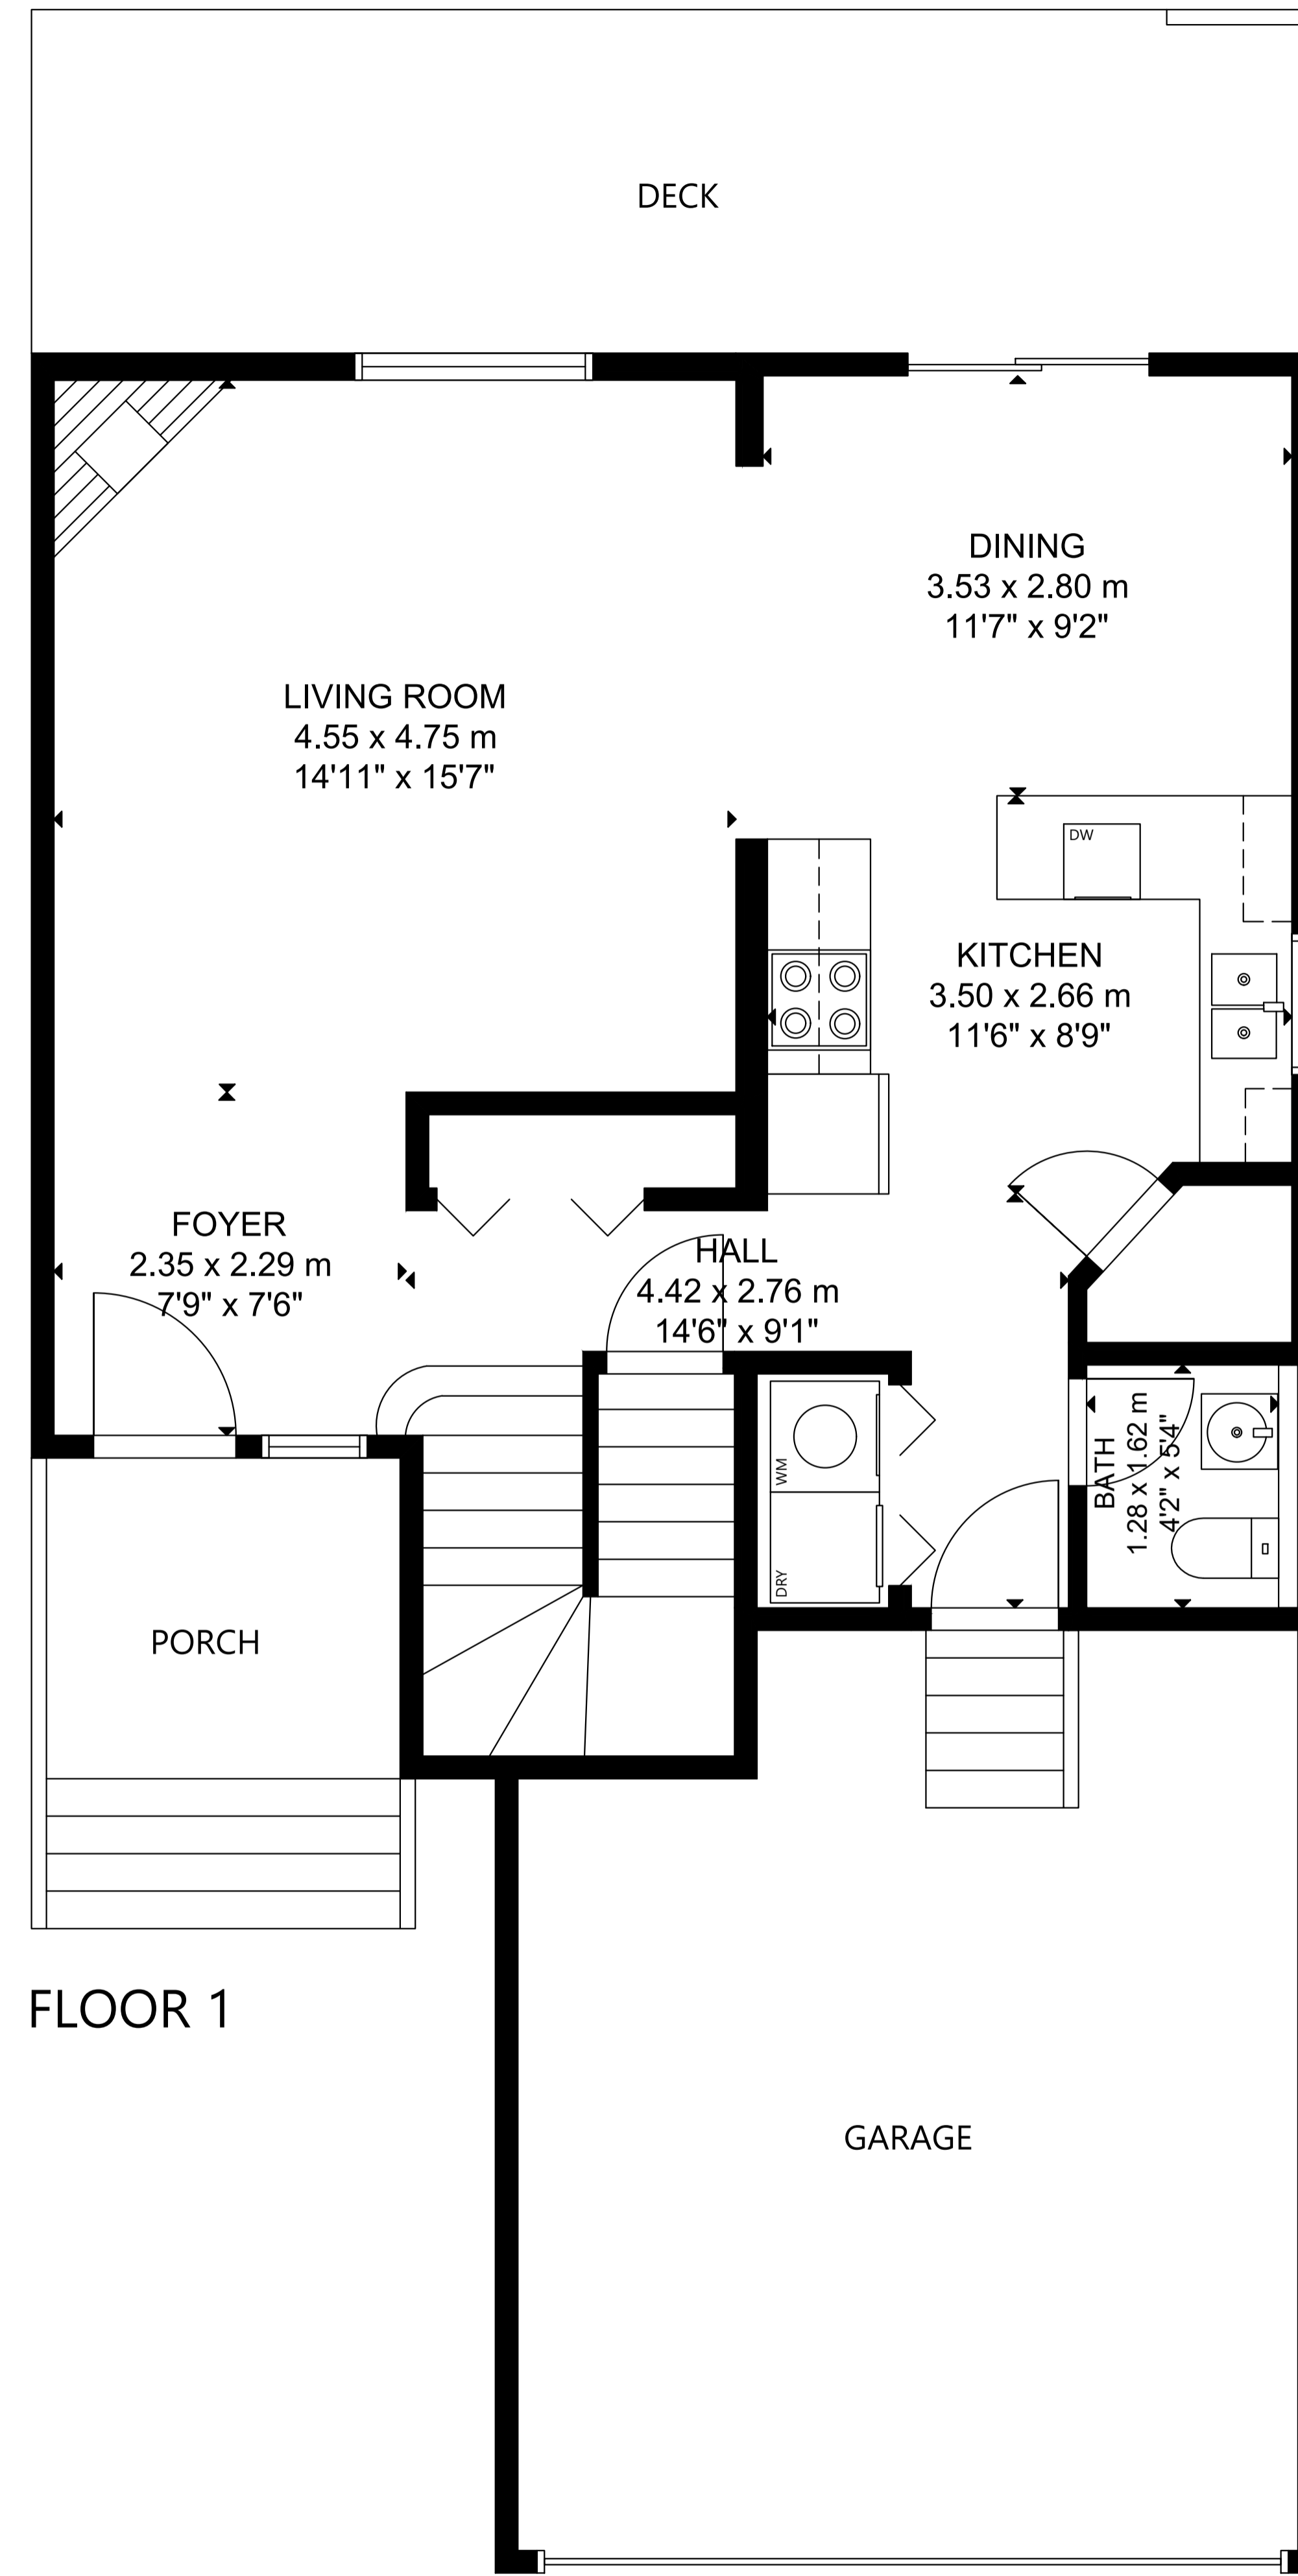 DECK
DINING
3.53 x 2.80 m
11'7" x 9'2"
LIVING ROOM
4.55 x 4.75 m
14'11" x 15'7"
DW
KITCHEN
3.50 x 2.66 m
11'6" x 8'9"
FOYER
2.35 x 2.29 m
7'9" x 7'6"
HALL
4.42 x 2.76 m
14'6" x 9'1"
WM
DRY
BATH
1.28 x 1.62 m
4'2" x 5'4"
PORCH
FLOOR 1
GARAGE